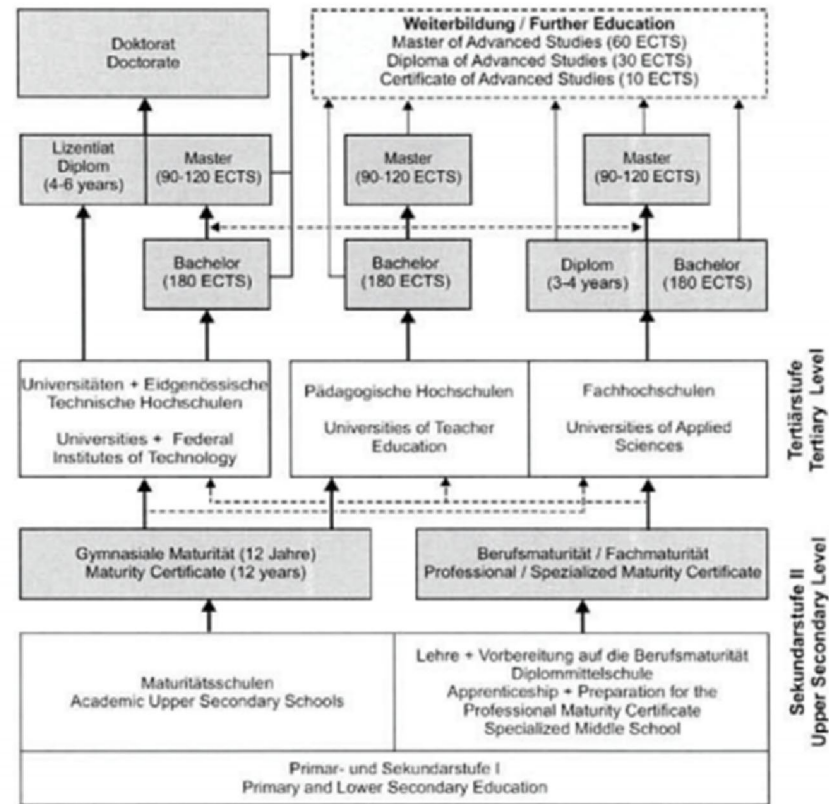 Doktorat
Doctorate
Weiterbildung / Further Education
Master of Advanced Studies (60 ECTS)
Diploma of Advanced Studies (30 ECTS)
Certificate of Advanced Studies (10 ECTS)
Lizentiat
Diplom
(4-6 years)
Master
(90-120 ECTS)
Master
(90-120 ECTS)
Master
(90-120 ECTS)
Bachelor
(180 ECTS)
Bachelor
(180 ECTS)
Diplom
(3-4 years)
Bachelor
(180 ECTS)
Universitäten + Eidgenössische
Technische Hochschulen
Universities + Federal
Institutes of Technology
Pädagogische Hochschulen
Universities of Teacher
Education
Fachhochschulen
Universities of Applied
Sciences
Tertiärstufe
Tertiary Level
Gymnasiale Maturität (12 Jahre)
Maturity Certificate (12 years)
Berufsmaturität / Fachmaturität
Professional / Spezialized Maturity Certificate
Maturitätsschulen
Academic Upper Secondary Schools
Lehre + Vorbereitung auf die Berufsmaturität
Diplommittelschule
Apprenticeship + Preparation for the
Professional Maturity Certificate
Specialized Middle School
Sekundarstufe II
Upper Secondary Level
Primar- und Sekundarstufe I
Primary and Lower Secondary Education